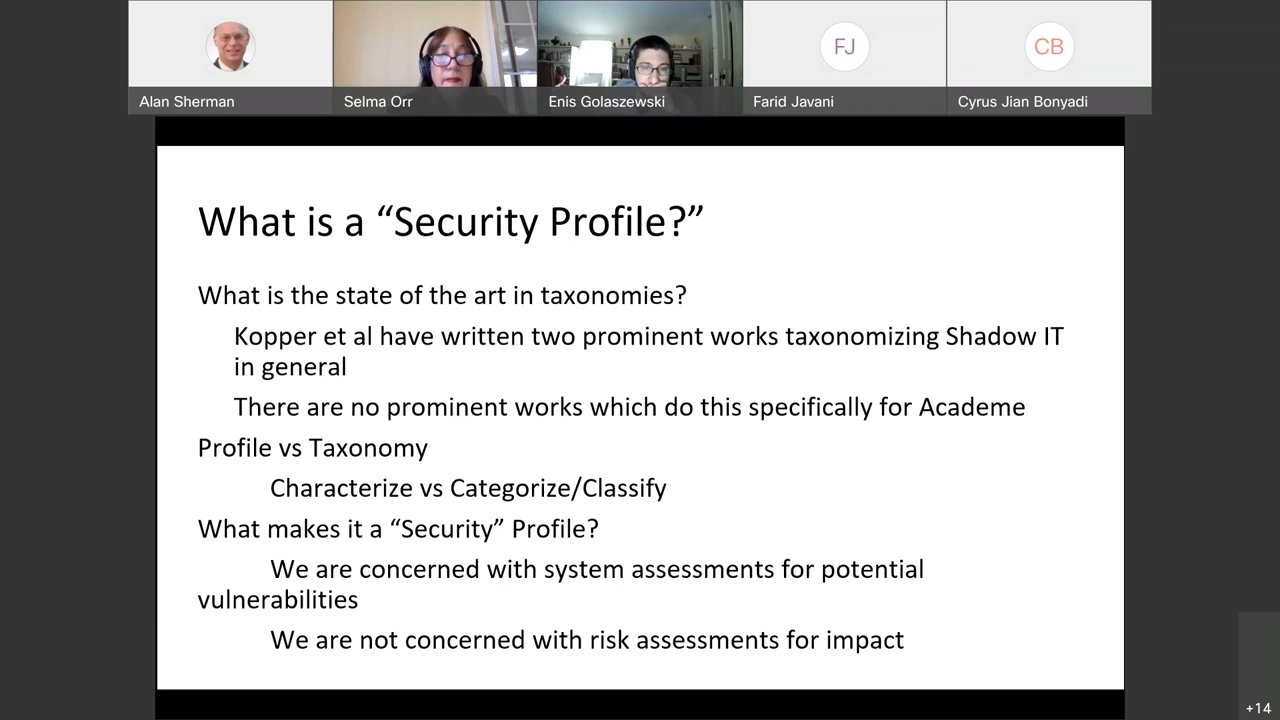 Alan Sherman
Selma Orr
Enis Golaszewski
FJ
Farid Javani
CB
Cyrus Jian Bonyadi
What is a “Security Profile?”
What is the state of the art in taxonomies?
Kopper et al have written two prominent works taxonomizing Shadow IT
in general
There are no prominent works which do this specifically for Academe
Profile vs Taxonomy
Characterize vs Categorize/Classify
What makes it a “Security” Profile?
We are concerned with system assessments for potential
vulnerabilities
We are not concerned with risk assessments for impact
+14